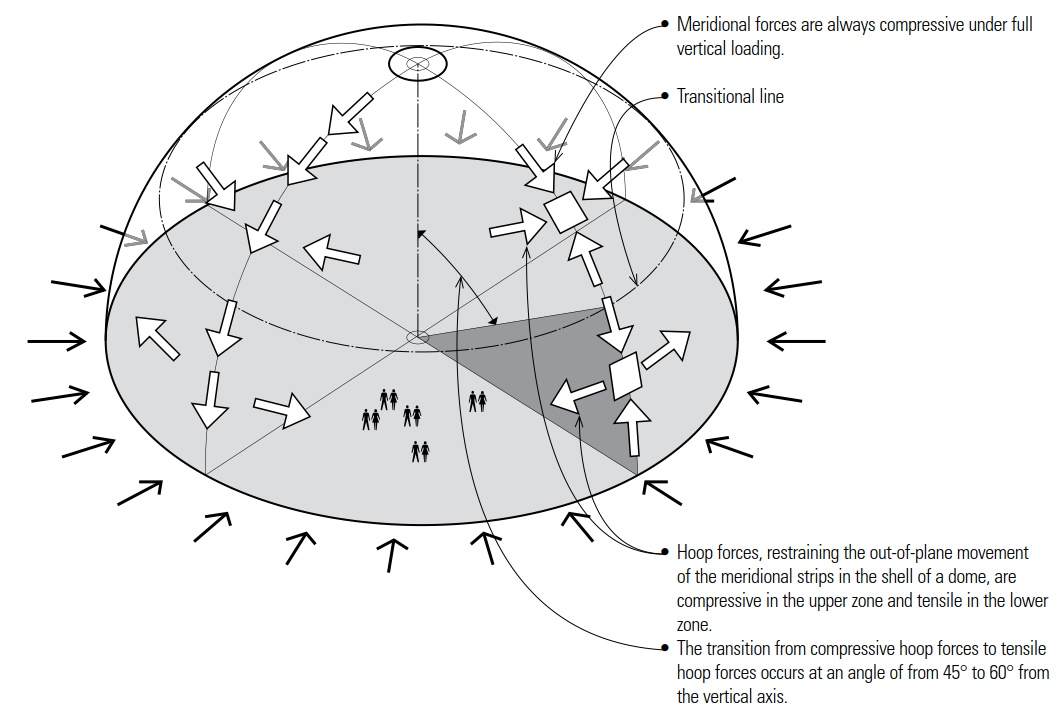 Meridional forces are always compressive under full
vertical loading.
Transitional line
Hoop forces, restraining the out-of-plane movement
of the meridional strips in the shell of a dome, are
compressive in the upper zone and tensile in the lower
zone.
The transition from compressive hoop forces to tensile
hoop forces occurs at an angle of from 45° to 60° from
the vertical axis.